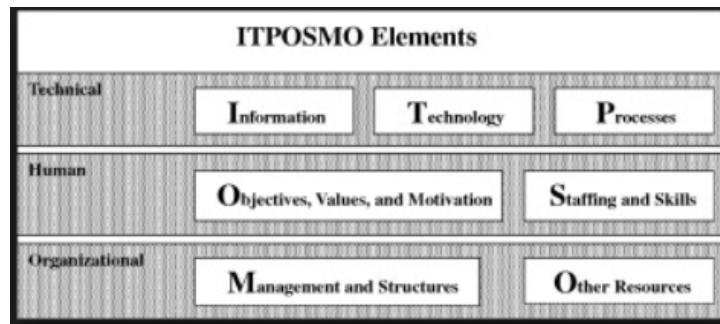 ITPOSMO Elements
Technical
Information Technology Processes
Human
Objectives, Values, and Motivation Staffing and Skills
Organizational
Management and Structures Other Resources